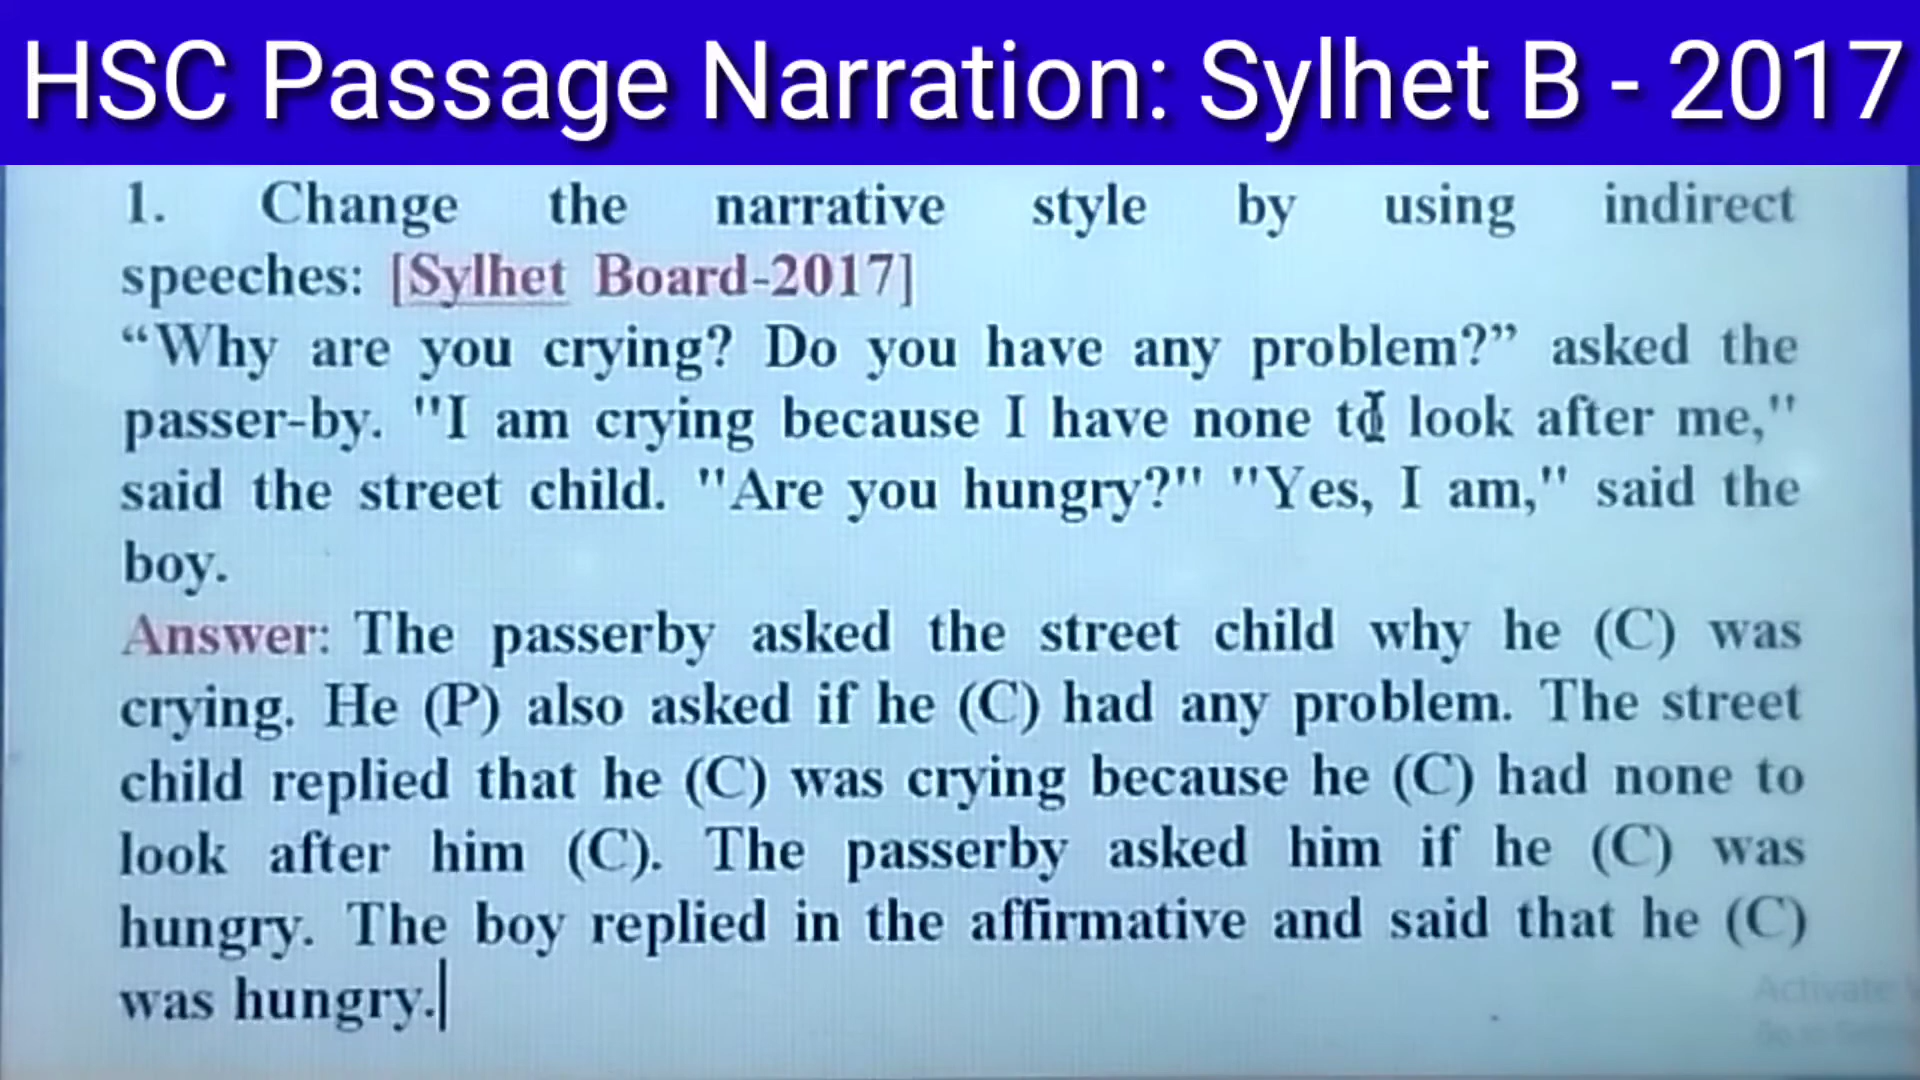 HSC Passage Narration: Sylhet B - 2017
1. Change the narrative style by using indirect
speeches: [Sylhet Board-2017]
“Why are you crying? Do you have any problem?” asked the
passer-by. "I am crying because I have none to look after me,"
said the street child. "Are you hungry?" "Yes, I am," said the
boy.
Answer: The passerby asked the street child why he (C) was
crying. He (P) also asked if he (C) had any problem. The street
child replied that he (C) was crying because he (C) had none to
look after him (C). The passerby asked him if he (C) was
hungry. The boy replied in the affirmative and said that he (C)
was hungry.
Activate